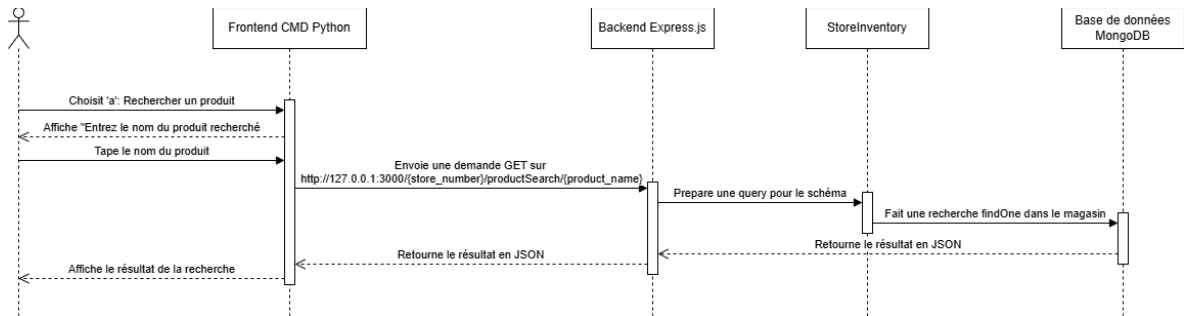 Frontend CMD Python
Backend Express.js
StoreInventory
Base de données
MongoDB
Choisit 'a': Rechercher un produit
Affiche "Entrez le nom du produit recherché
Tape le nom du produit
Envoie une demande GET sur
http://127.0.0.1:3000/{store_number}/productSearch/{product_name}
Prepare une query pour le schéma
Fait une recherche findOne dans le magasin
Retourne le résultat en JSON
Retourne le résultat en JSON
Affiche le résultat de la recherche